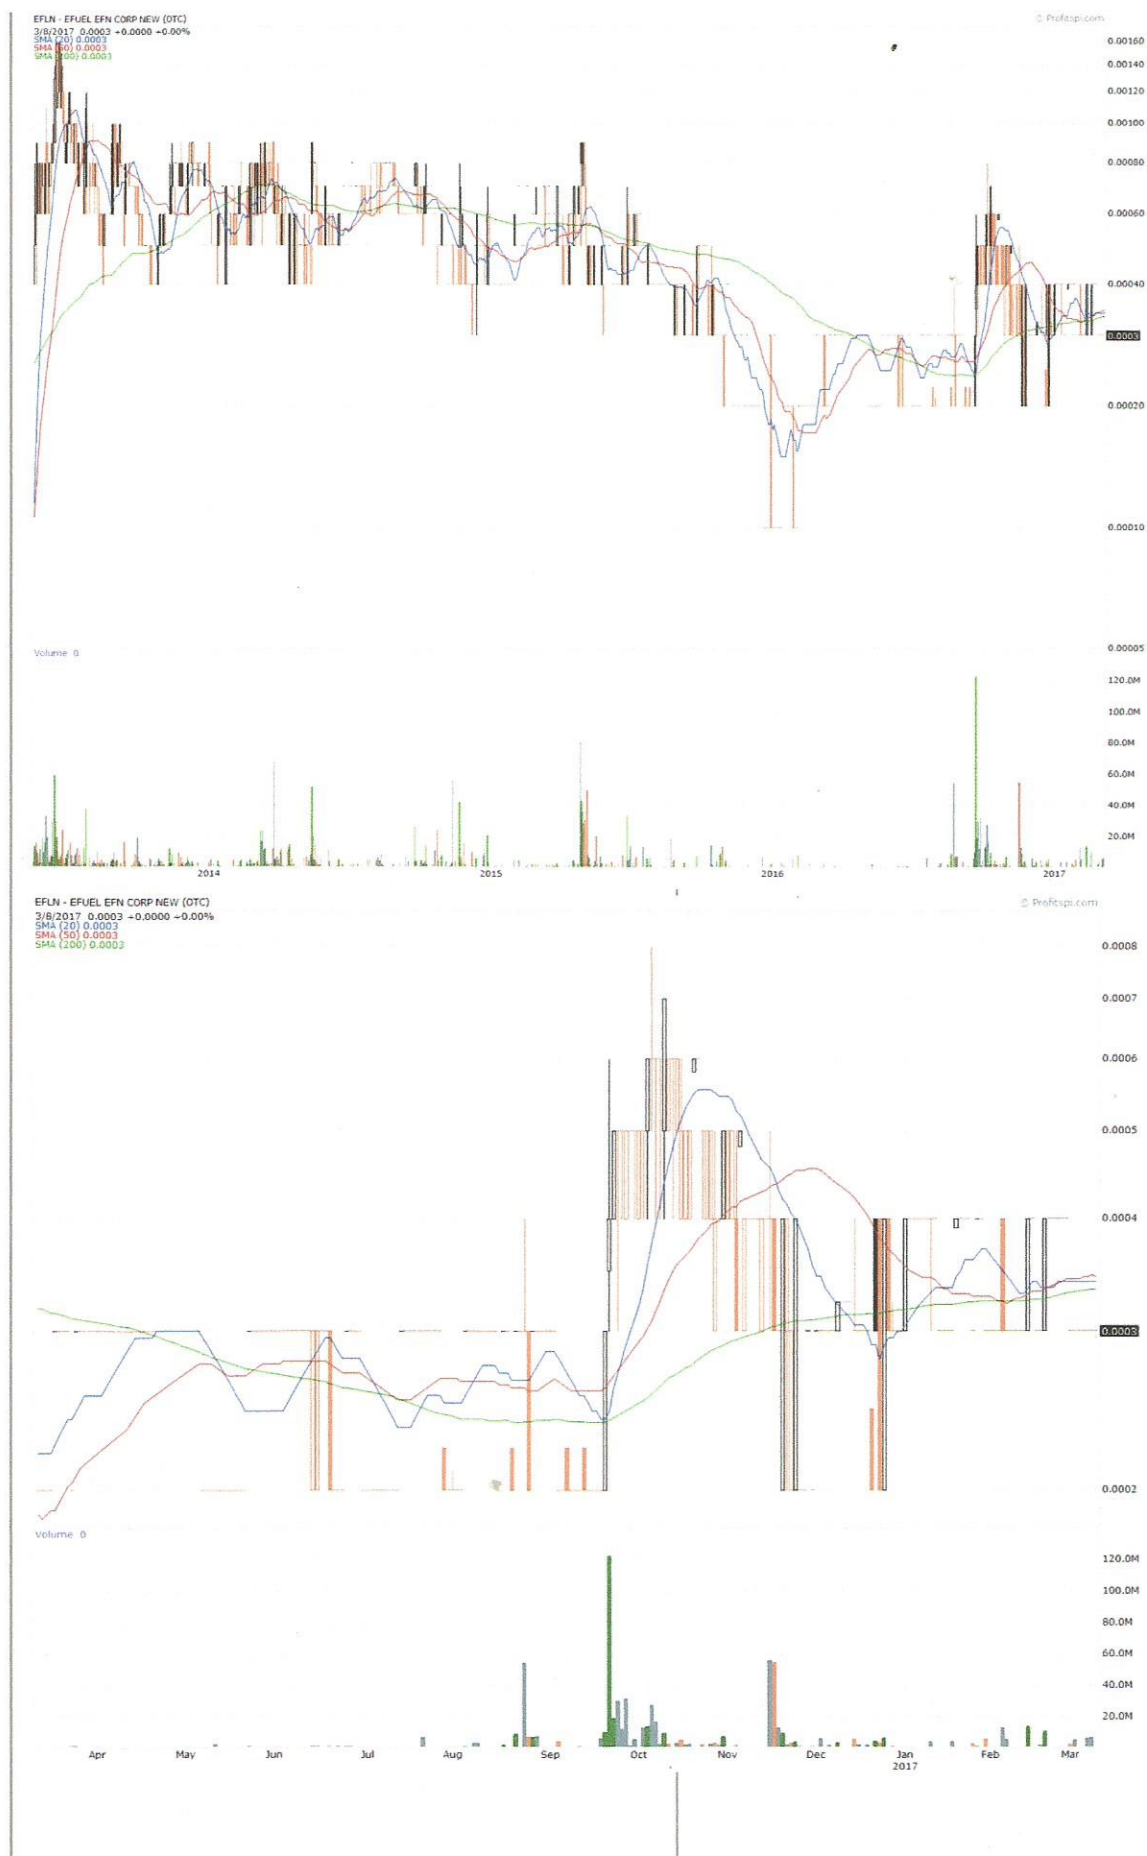 EFLN - EFUEL EFN CORP NEW (OTC)
© Profitspi.com
3/8/2017 0.0003 +0.0000 +0.00%
SMA (20) 0.0003
SMA (50) 0.0003
SMA (200) 0.0003
0.00160
0.00140
0.00120
0.00100
0.00080
0.00060
0.00040
0.0003
0.00020
0.00010
0.00005
Volume 0
120.0M
100.0M
80.0M
60.0M
40.0M
20.0M
2014 2015 2016 2017
EFLN - EFUEL EFN CORP NEW (OTC)
© Profitspi.com
3/8/2017 0.0003 +0.0000 +0.00%
SMA (20) 0.0003
SMA (50) 0.0003
SMA (200) 0.0003
0.0008
0.0007
0.0006
0.0005
0.0004
0.0003
0.0002
Volume 0
120.0M
100.0M
80.0M
60.0M
40.0M
20.0M
Apr May Jun Jul Aug Sep Oct Nov Dec Jan Feb Mar
2017